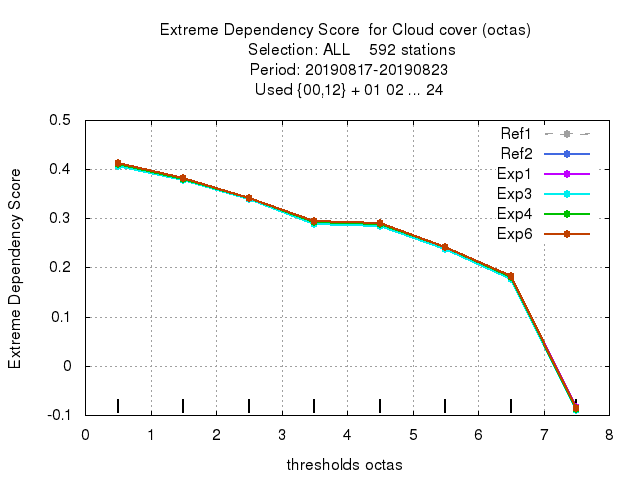 Extreme Dependency Score  for Cloud cover (octas)
Selection: ALL    592 stations
Period: 20190817-20190823
Used {00,12} + 01 02 ... 24
Extreme Dependency Score
0.5
0.4
0.3
0.2
0.1
0
-0.1
Ref1
Ref2
Exp1
Exp3
Exp4
Exp6
0 1 2 3 4 5 6 7 8
thresholds octas